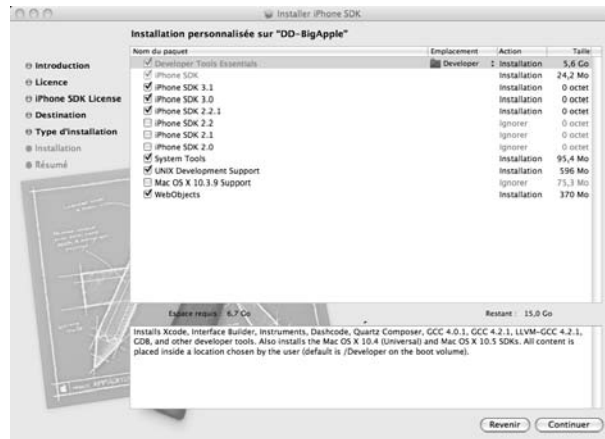 Installer iPhone SDK
Installation personnalisée sur "DD-BigApple"
Introduction
Licence
iPhone SDK License
Destination
Type d'installation
Installation
Résumé
Nom du paquet Emplacement Action Taille
Developer Tools Essentials Developer Installation 5,6 Go
iPhone SDK Installation 24,2 Mo
iPhone SDK 3.1 Installation 0 octet
iPhone SDK 3.0 Installation 0 octet
iPhone SDK 2.2.1 Installation 0 octet
iPhone SDK 2.2 Ignorer 0 octet
iPhone SDK 2.1 Ignorer 0 octet
iPhone SDK 2.0 Ignorer 0 octet
System Tools Installation 95,4 Mo
UNIX Development Support Installation 596 Mo
Mac OS X 10.3.9 Support Ignorer 75,3 Mo
WebObjects Installation 370 Mo
Espace requis : 6,7 Go Restant : 15,0 Go
Installs Xcode, Interface Builder, Instruments, Dashcode, Quartz Composer, GCC 4.0.1, GCC 4.2.1, LLVM-GCC 4.2.1,
GDB, and other developer tools. Also installs the Mac OS X 10.4 (Universal) and Mac OS X 10.5 SDKs. All content is
placed inside a location chosen by the user (default is /Developer on the boot volume).
Revenir Continuer